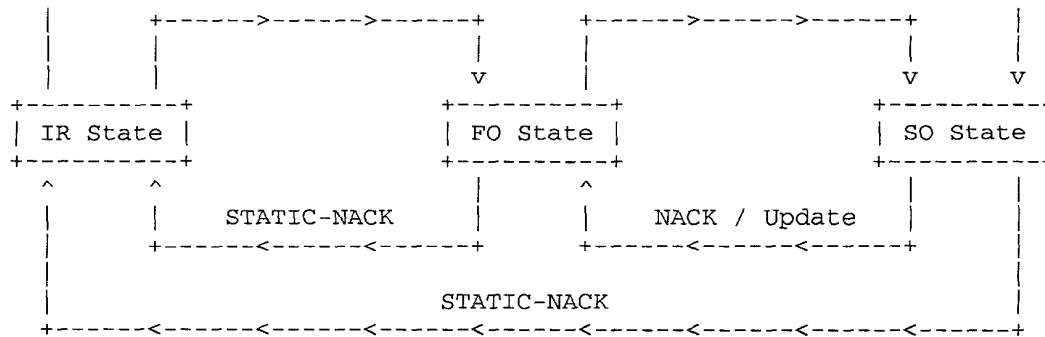 IR State FO State SO State
STATIC-NACK NACK / Update
STATIC-NACK